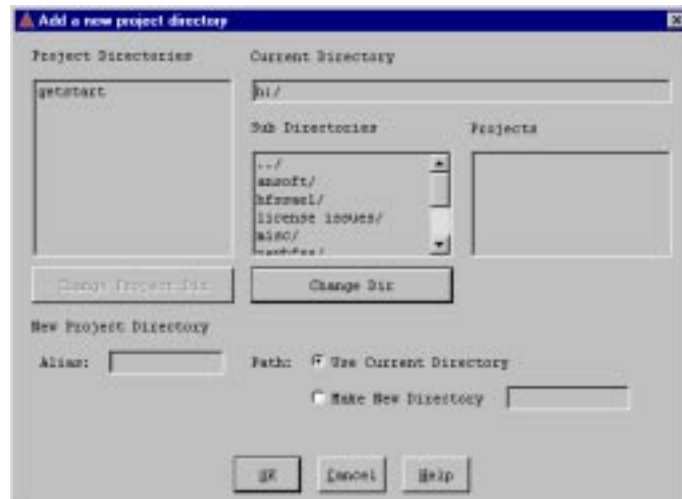 Add a new project directory
Project Directories
Current Directory
getstart
h:/
Sub Directories
Projects
../
ansoft/
license issues/
misc/
Change Project Dir
Change Dir
New Project Directory
Alias:
Path:
Use Current Directory
Make New Directory
OK
Cancel
Help